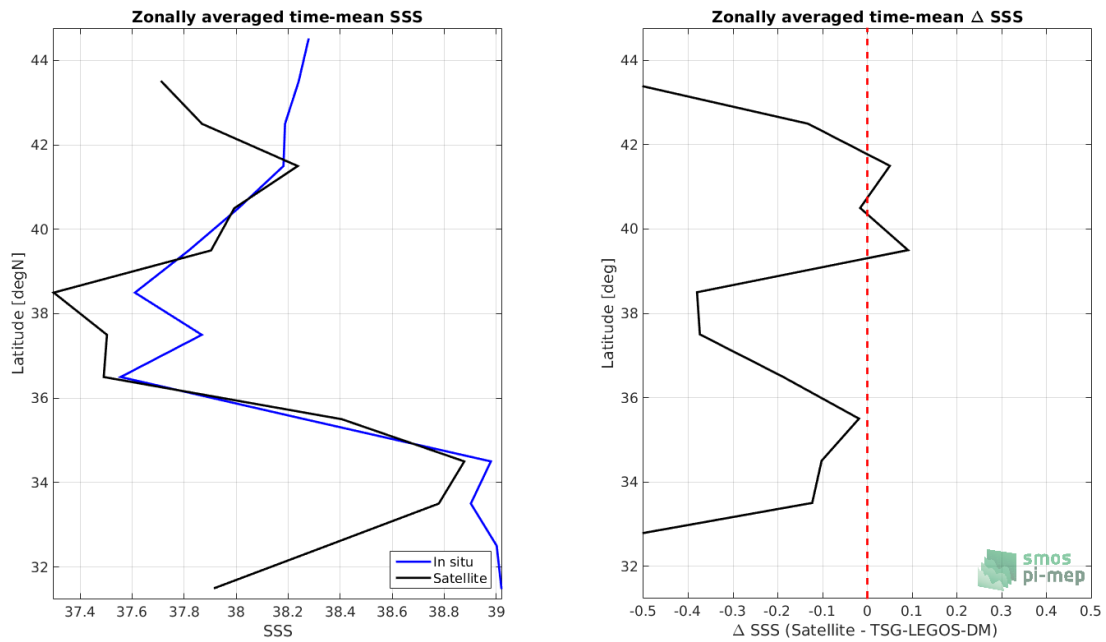 Zonally averaged time-mean SSS
44
42
40
38
36
34
32
Latitude [degN]
37.4 37.6 37.8 38 38.2 38.4 38.6 38.8 39
SSS
In situ
Satellite
Zonally averaged time-mean Δ SSS
44
42
40
38
36
34
32
Latitude [deg]
-0.5 -0.4 -0.3 -0.2 -0.1 0 0.1 0.2 0.3 0.4 0.5
Δ SSS (Satellite - TSG-LEGOS-DM)
smos
pi-mep